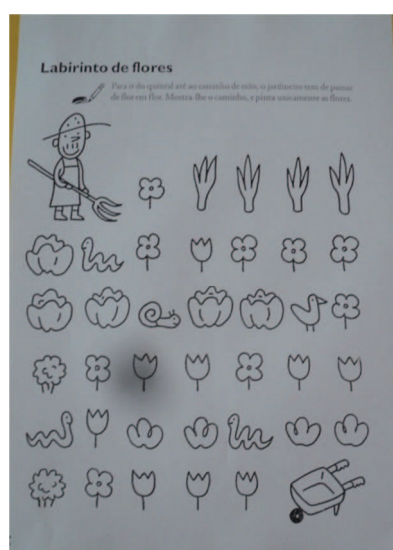 Labirinto de flores
Para ir do quintal até ao carrinho de mão, o jardineiro tem de passar
de flor em flor. Mostra-lhe o caminho, e pinta unicamente as flores.